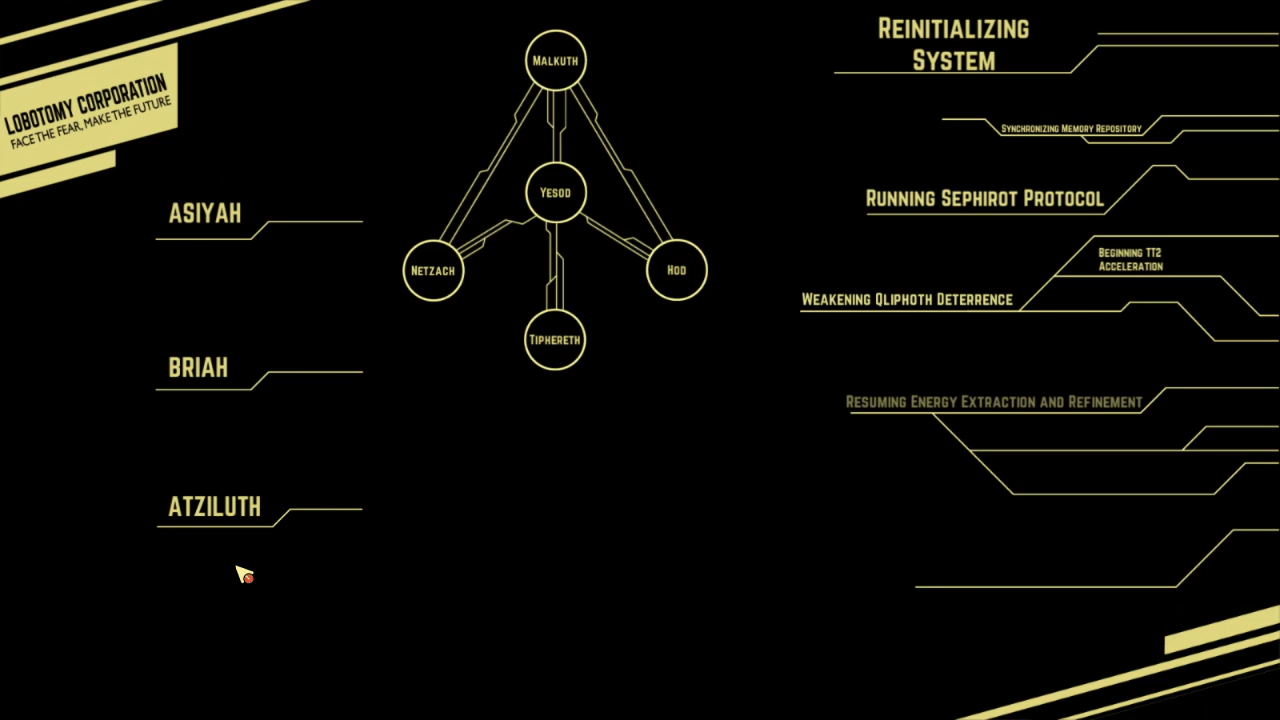 LOBOTOMY CORPORATION
FACE THE FEAR, MAKE THE FUTURE
ASIYAH
BRIAH
ATZILUTH
MALKUTH
YESOD
NETZACH
HOD
TIPHERETH
REINITIALIZING
SYSTEM
SYNCHRONIZING MEMORY REPOSITORY
RUNNING SEPHIROT PROTOCOL
BEGINNING TT2
ACCELERATION
WEAKENING QLIPHOTH DETERRENCE
RESUMING ENERGY EXTRACTION AND REFINEMENT